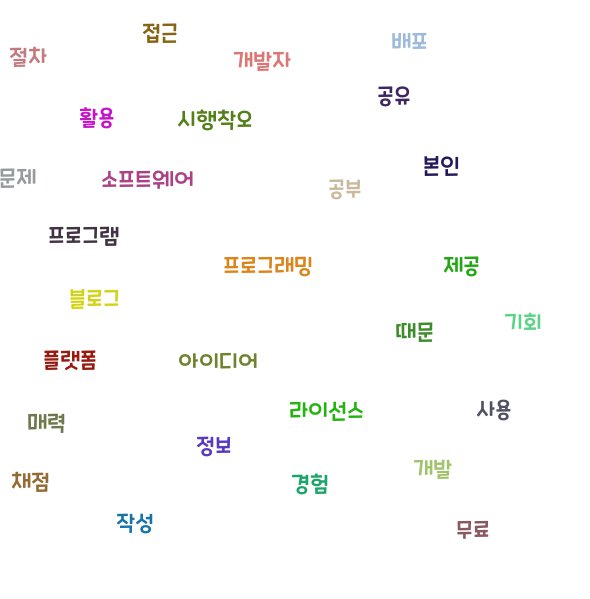 접근
배포
절차
개발자
공유
활용
시행착오
본인
문제
소프트웨어
공부
프로그램
프로그래밍
제공
블로그
기회
때문
플랫폼
아이디어
라이선스
사용
매력
정보
개발
채점
경험
작성
무료